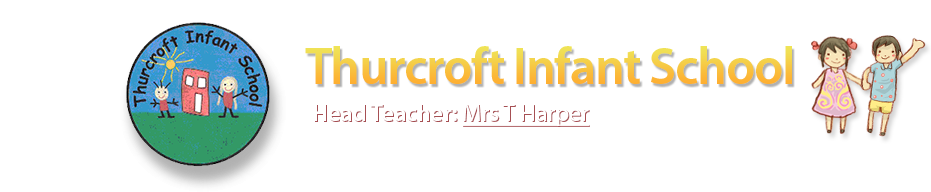 Thurcroft Infant School
Thurcroft Infant School
Head Teacher: Mrs T Harper